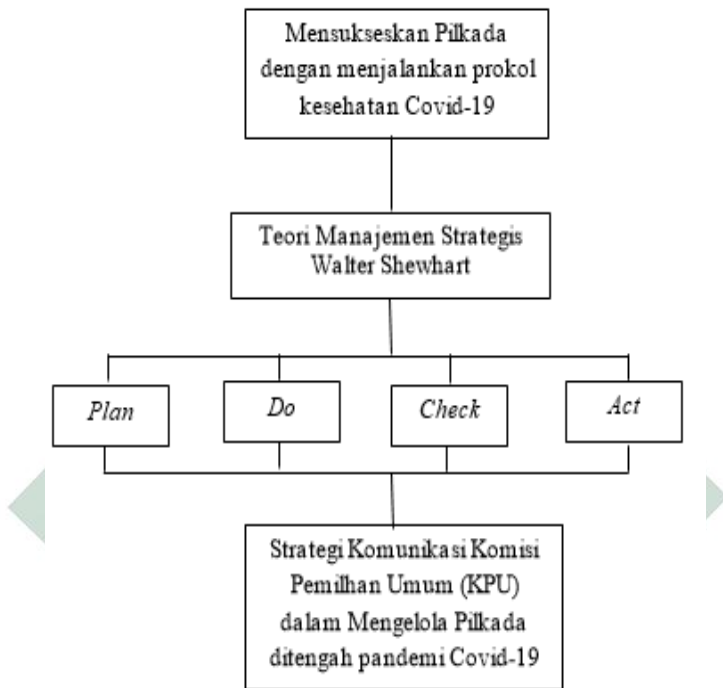 Mensukseskan Pilkada
dengan menjalankan prokol
kesehatan Covid-19
Teori Manajemen Strategis
Walter Shewhart
Plan
Do
Check
Act
Strategi Komunikasi Komisi
Pemilhan Umum (KPU)
dalam Mengelola Pilkada
ditengah pandemi Covid-19